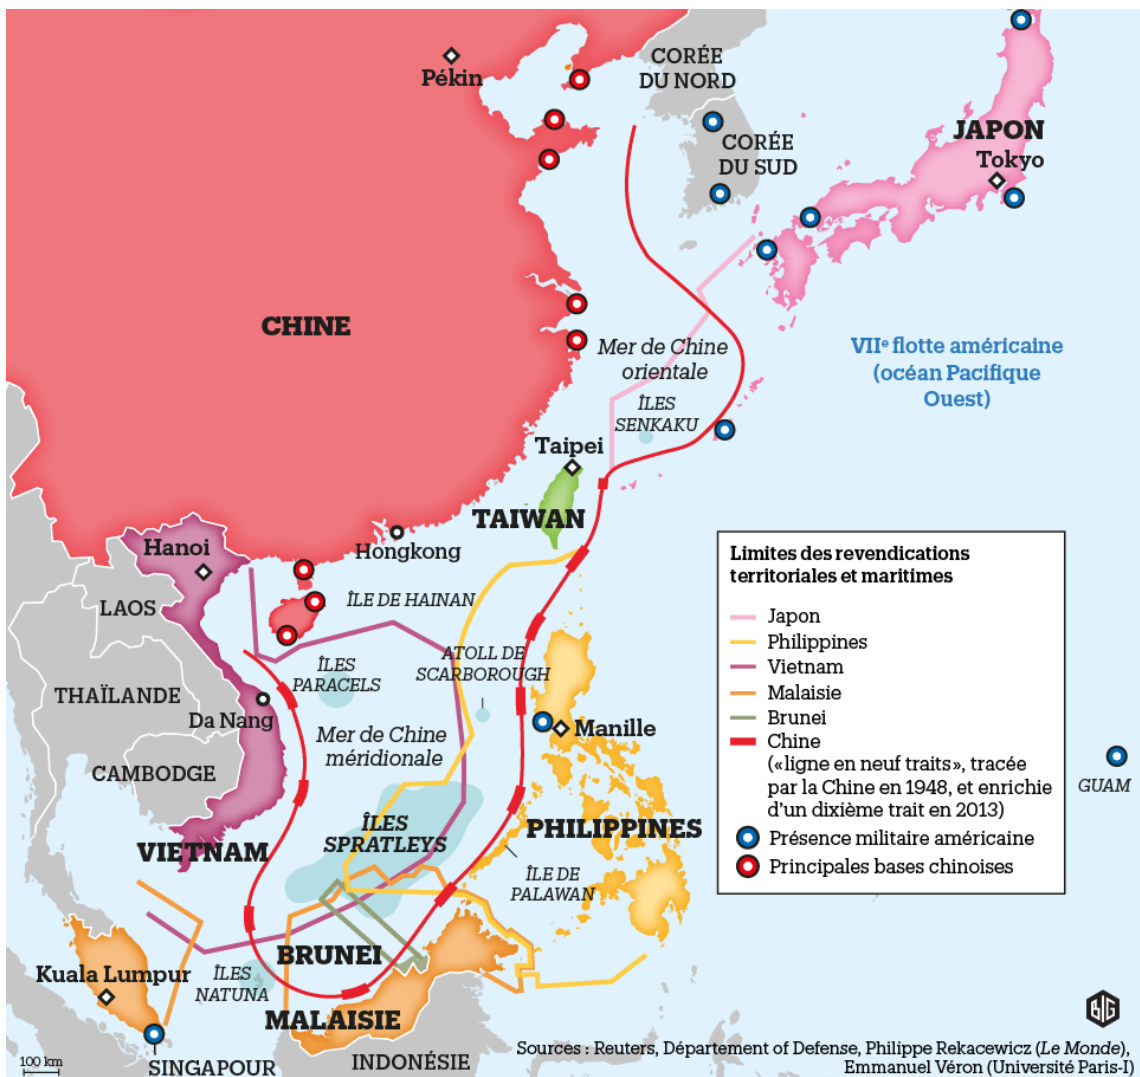 Pékin
CORÉE
DU NORD
CORÉE
DU SUD
JAPON
Tokyo
CHINE
Mer de Chine
orientale
VIIᵉ flotte américaine
(océan Pacifique
Ouest)
ÎLES
SENKAKU
Taipei
TAIWAN
Hanoi
Hongkong
LAOS
ÎLE DE HAINAN
ÎLES
PARACELS
ATOLL DE
SCARBOROUGH
THAÏLANDE
Da Nang
Mer de Chine
méridionale
Manille
CAMBODGE
VIETNAM
ÎLES
SPRATLEYS
PHILIPPINES
ÎLE DE
PALAWAN
GUAM
BRUNEI
Kuala Lumpur
ÎLES
NATUNA
MALAISIE
SINGAPOUR
INDONÉSIE
100 km
Limites des revendications
territoriales et maritimes
Japon
Philippines
Vietnam
Malaisie
Brunei
Chine
(«ligne en neuf traits», tracée
par la Chine en 1948, et enrichie
d'un dixième trait en 2013)
Présence militaire américaine
Principales bases chinoises
BIG
Sources : Reuters, Département of Defense, Philippe Rekacewicz (Le Monde),
Emmanuel Véron (Université Paris-I)